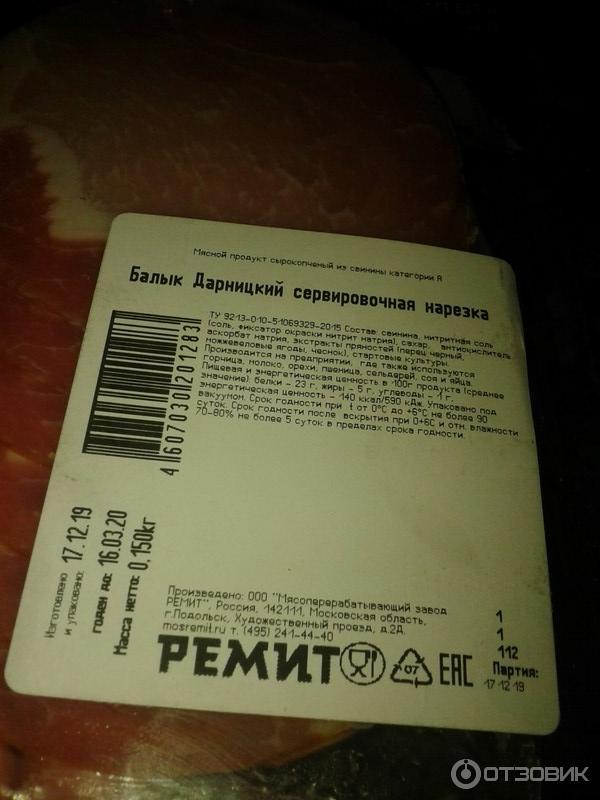 Мясной продукт сырокопченый из свинины категории А
Балык Дарницкий сервировочная нарезка
ТУ 9213-010-51069329-2015 Состав: свинина, нитритная соль
(соль, фиксатор окраски нитрит натрия), сахар, антиокислитель
аскорбат натрия, экстракты пряностей (перец черный,
можжевеловые ягоды, чеснок), стартовые культуры.
Производится на предприятии, где также используются
горчица, молоко, орехи, пшеница, сельдерей, соя и яйца.
Пищевая и энергетическая ценность в 100г продукта (среднее
значение): белки - 23 г, жиры - 5 г, углеводы - 1 г,
энергетическая ценность - 140 ккал/590 кДж. Упаковано под
вакуумом. Срок годности при t от 0°С до +6°С не более 90
суток. Срок годности после вскрытия при 0+6С и отн. влажности
70-80% не более 5 суток в пределах срока годности.
4607030201283
Изготовлено
и упаковано: 17.12.19
годен до: 16.03.20
Масса нетто: 0,150кг
Произведено: ООО "Мясоперерабатывающий завод
РЕМИТ", Россия, 142111, Московская область,
г.Подольск, Художественный проезд, д.2Д,
mosremit.ru т. (495) 241-44-40
РЕМИТ
07
ЕАС
1
1
112
Партия:
17 12 19
ОТЗОВИК